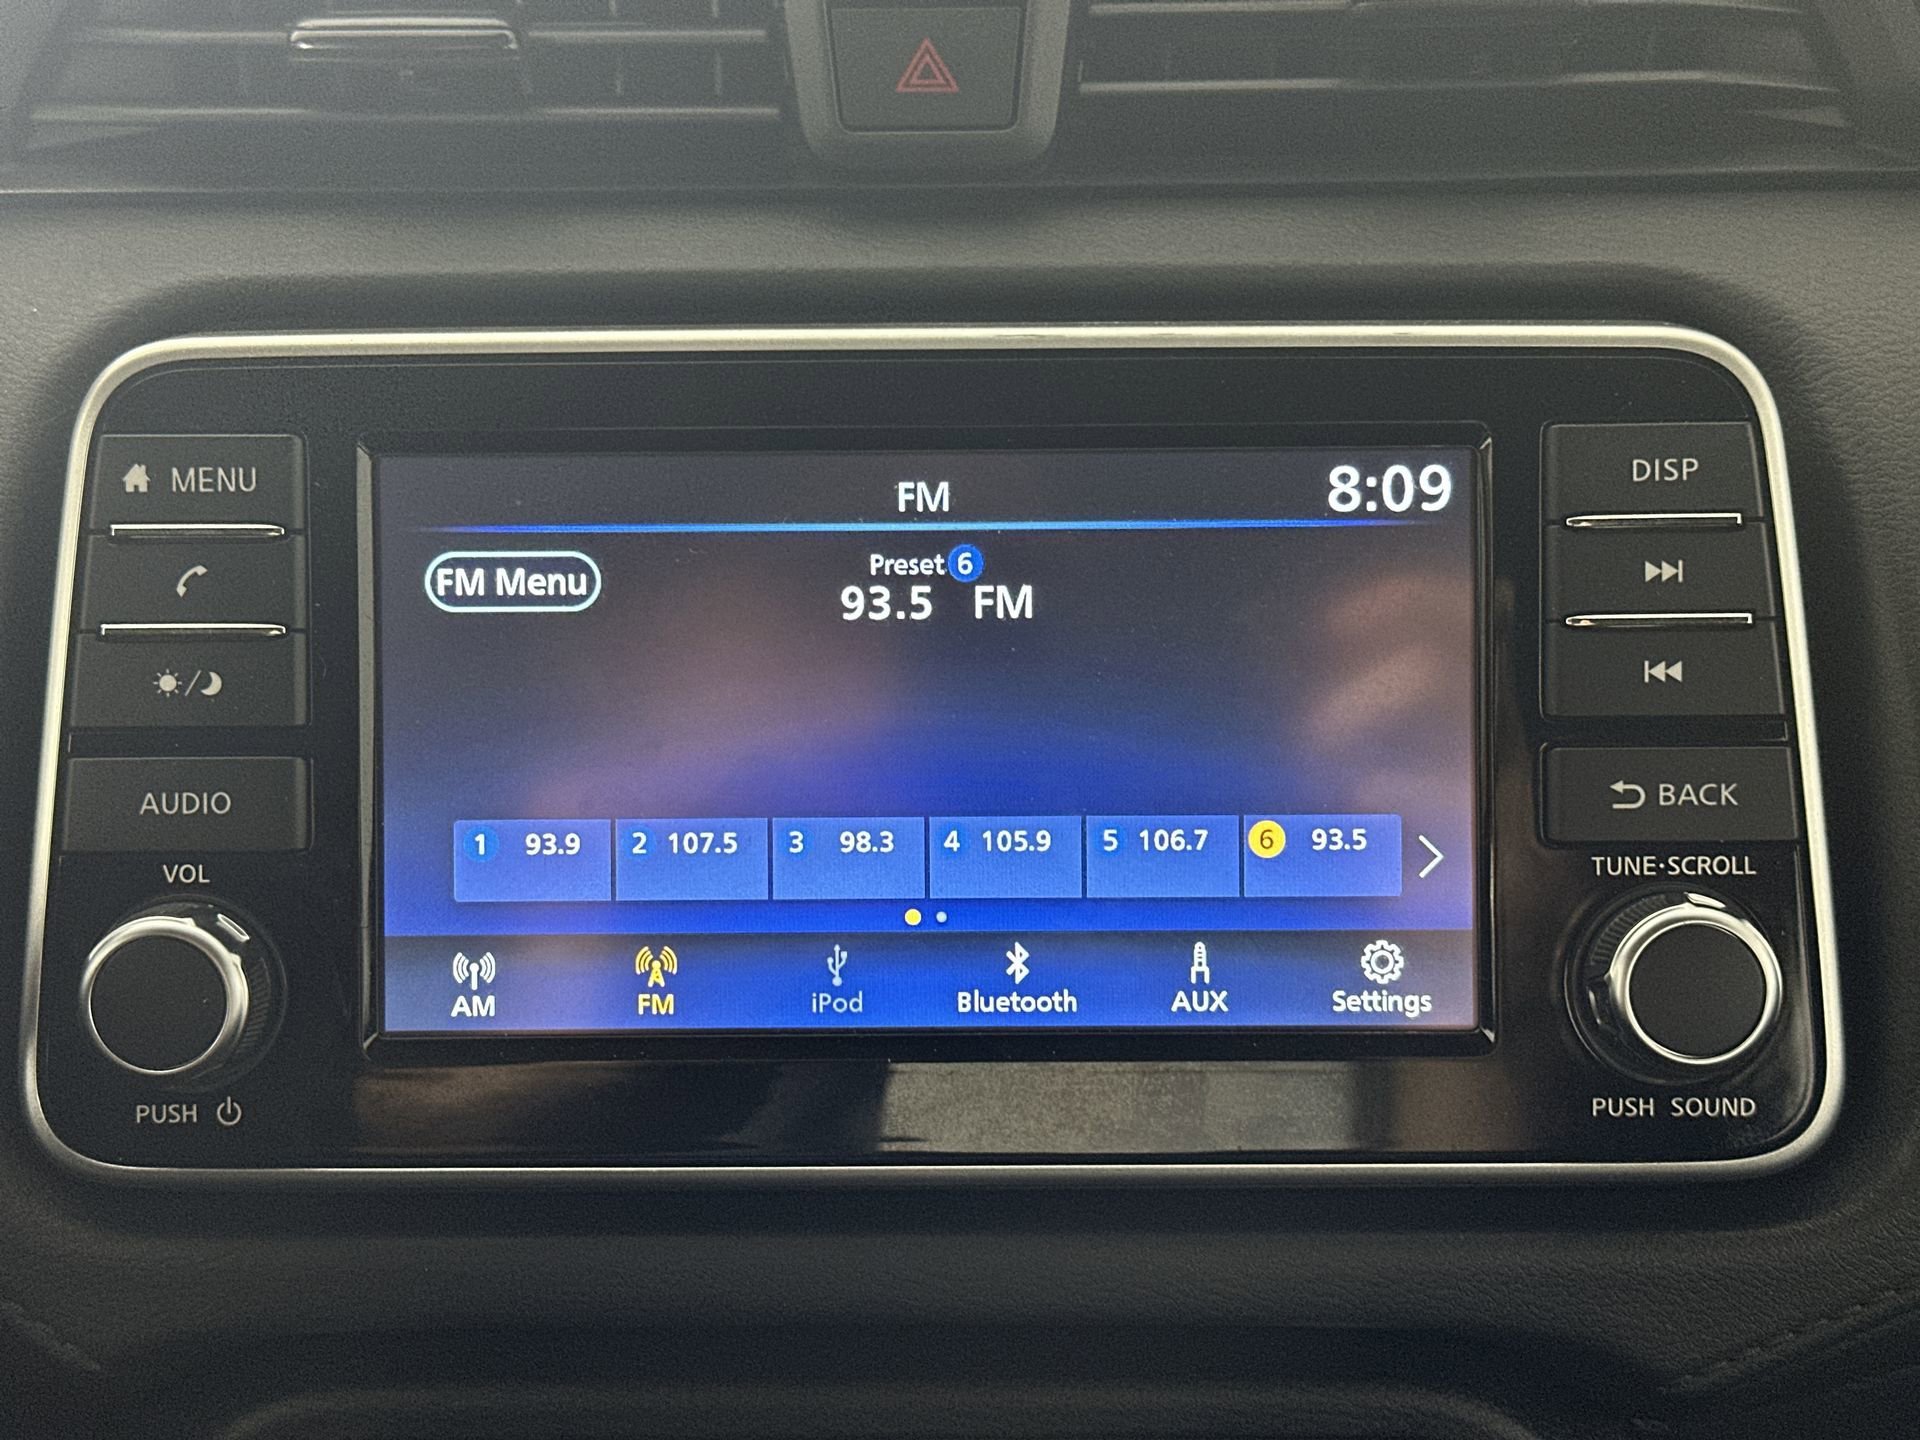 MENU
DISP
FM
8:09
FM Menu
Preset 6
93.5 FM
1 93.9
2 107.5
3 98.3
4 105.9
5 106.7
6 93.5
AM
FM
iPod
Bluetooth
AUX
Settings
AUDIO
BACK
VOL
TUNE·SCROLL
PUSH
PUSH SOUND